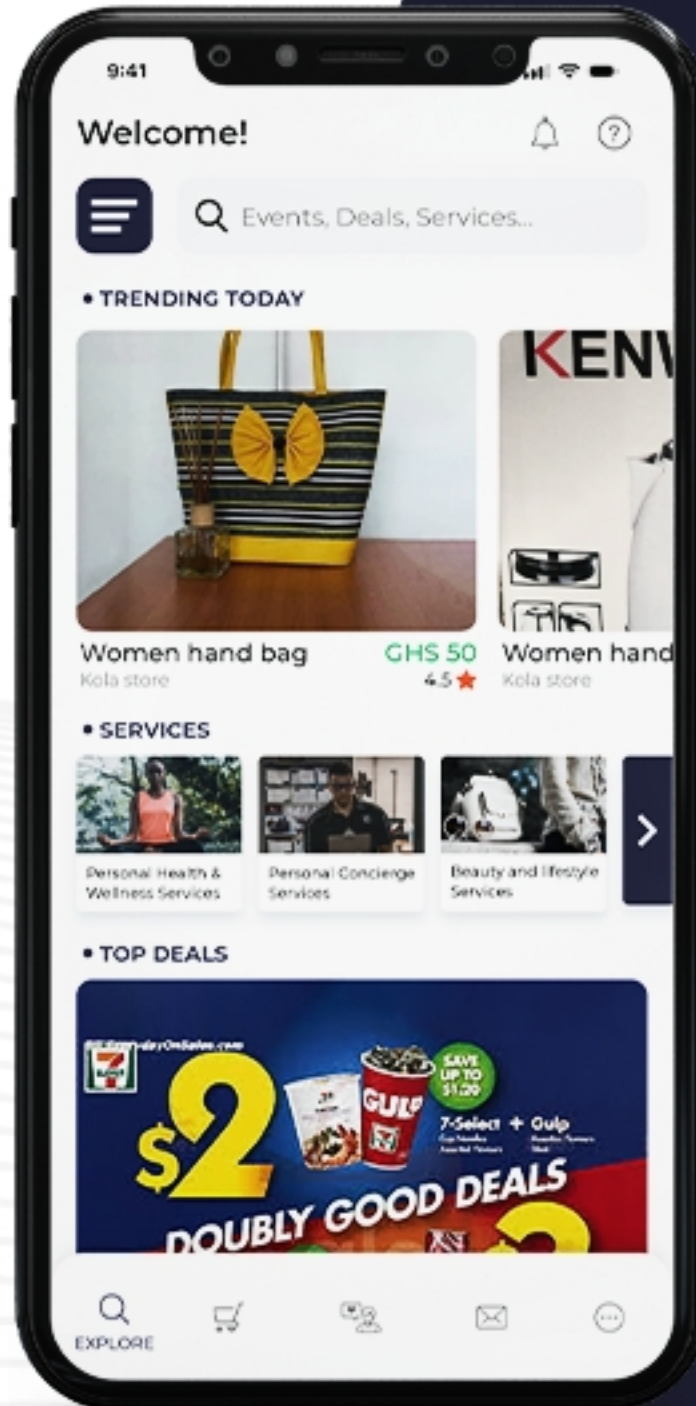 9:41
Welcome!
Events, Deals, Services...
• TRENDING TODAY
KENW
Women hand bag
GHS 50
Women hand
Kola store
4.5
Kola store
• SERVICES
Personal Health &
Wellness Services
Personal Concierge
Services
Beauty and lifestyle
Services
• TOP DEALS
SAVE
UP TO
$1.20
$2
GULP
7-Select + Gulp
DOUBLY GOOD DEALS
2
EXPLORE